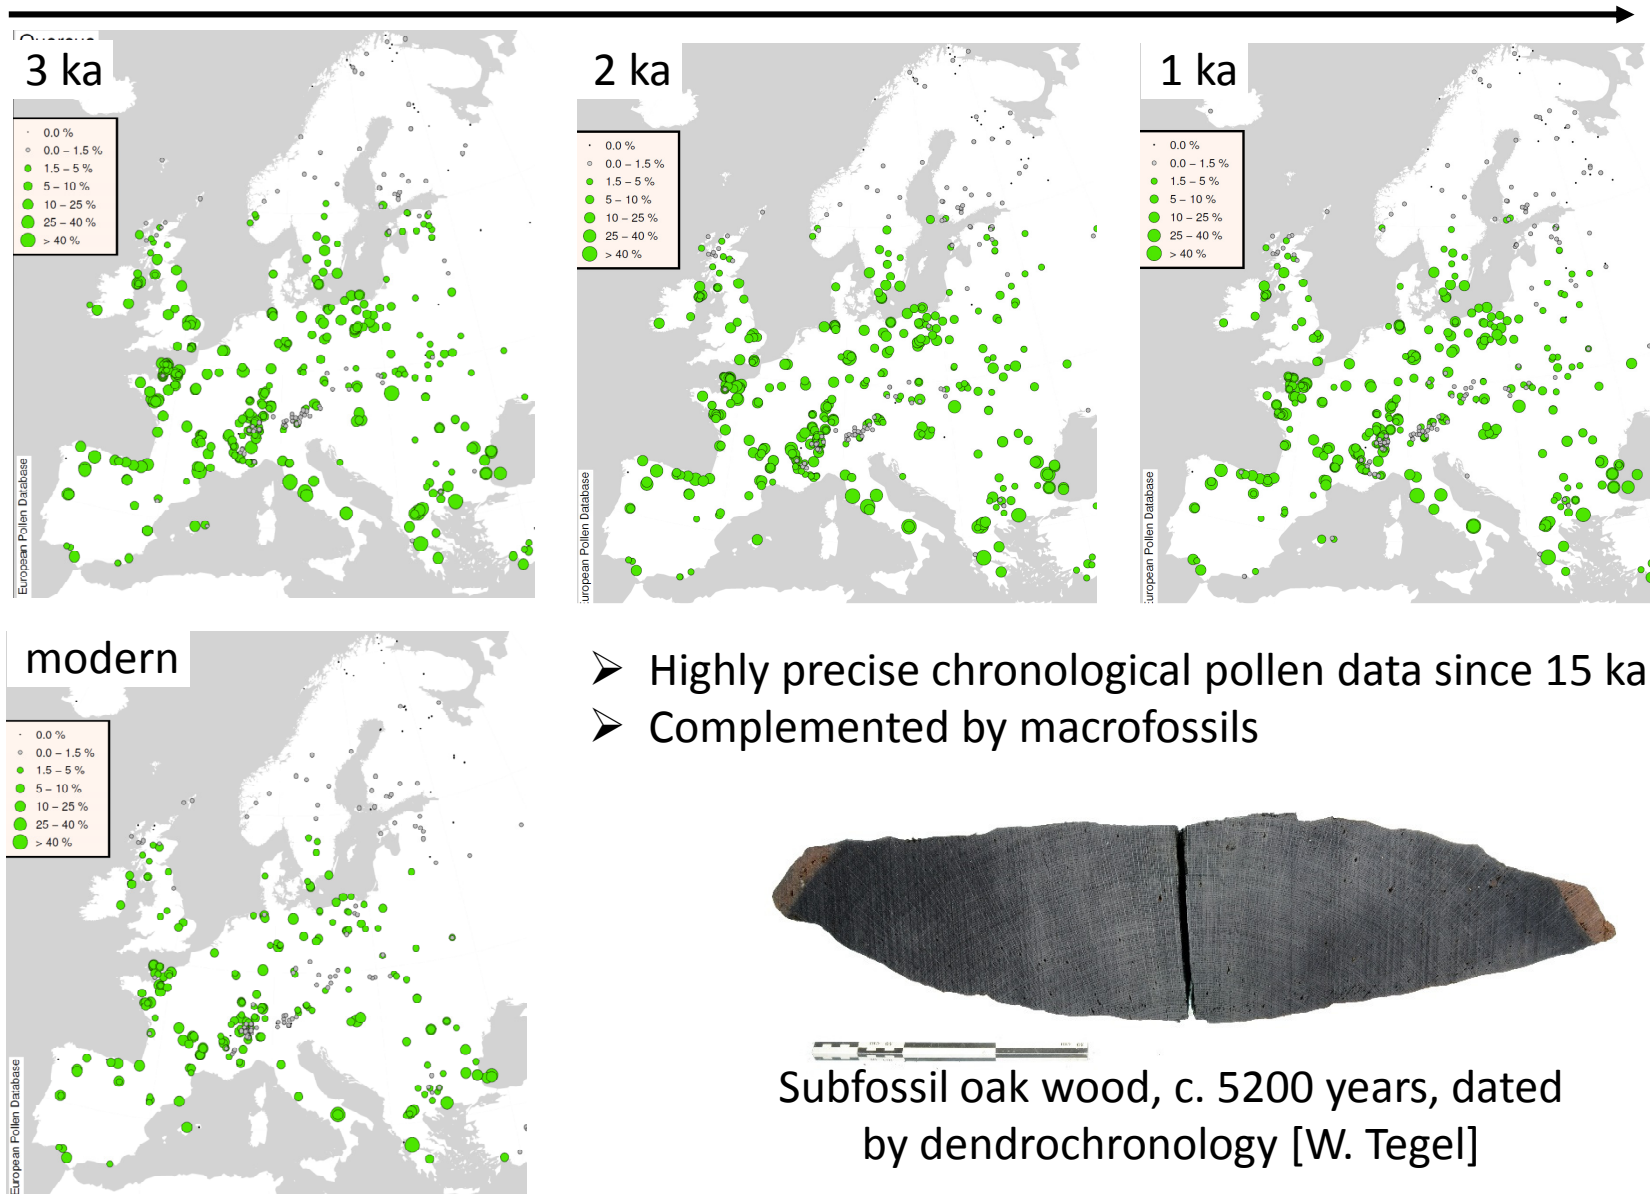 3 ka
0.0 %
0.0 – 1.5 %
1.5 – 5 %
5 – 10 %
10 – 25 %
25 – 40 %
> 40 %
European Pollen Database
2 ka
0.0 %
0.0 – 1.5 %
1.5 – 5 %
5 – 10 %
10 – 25 %
25 – 40 %
> 40 %
European Pollen Database
1 ka
0.0 %
0.0 – 1.5 %
1.5 – 5 %
5 – 10 %
10 – 25 %
25 – 40 %
> 40 %
European Pollen Database
modern
0.0 %
0.0 – 1.5 %
1.5 – 5 %
5 – 10 %
10 – 25 %
25 – 40 %
> 40 %
European Pollen Database
➢ Highly precise chronological pollen data since 15 ka
➢ Complemented by macrofossils
Subfossil oak wood, c. 5200 years, dated
by dendrochronology [W. Tegel]